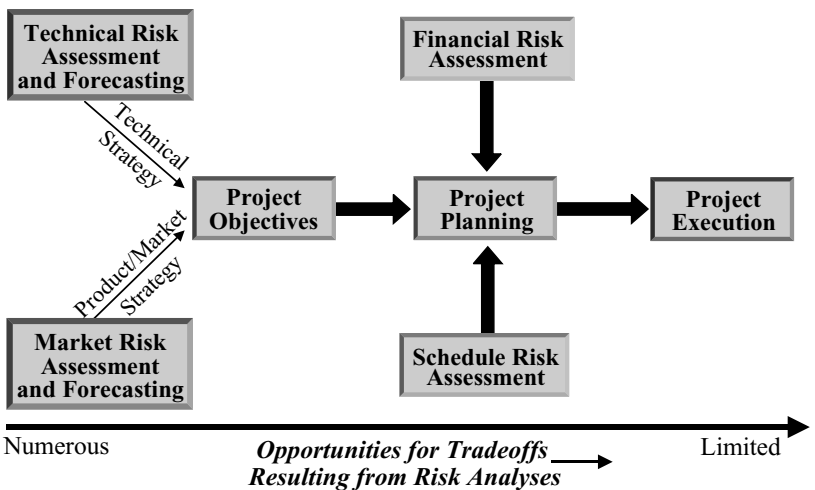 Technical Risk
Assessment
and Forecasting
Technical
Strategy
Product/Market
Strategy
Market Risk
Assessment
and Forecasting
Project
Objectives
Financial Risk
Assessment
Project
Planning
Schedule Risk
Assessment
Project
Execution
Numerous
Opportunities for Tradeoffs
Resulting from Risk Analyses
Limited